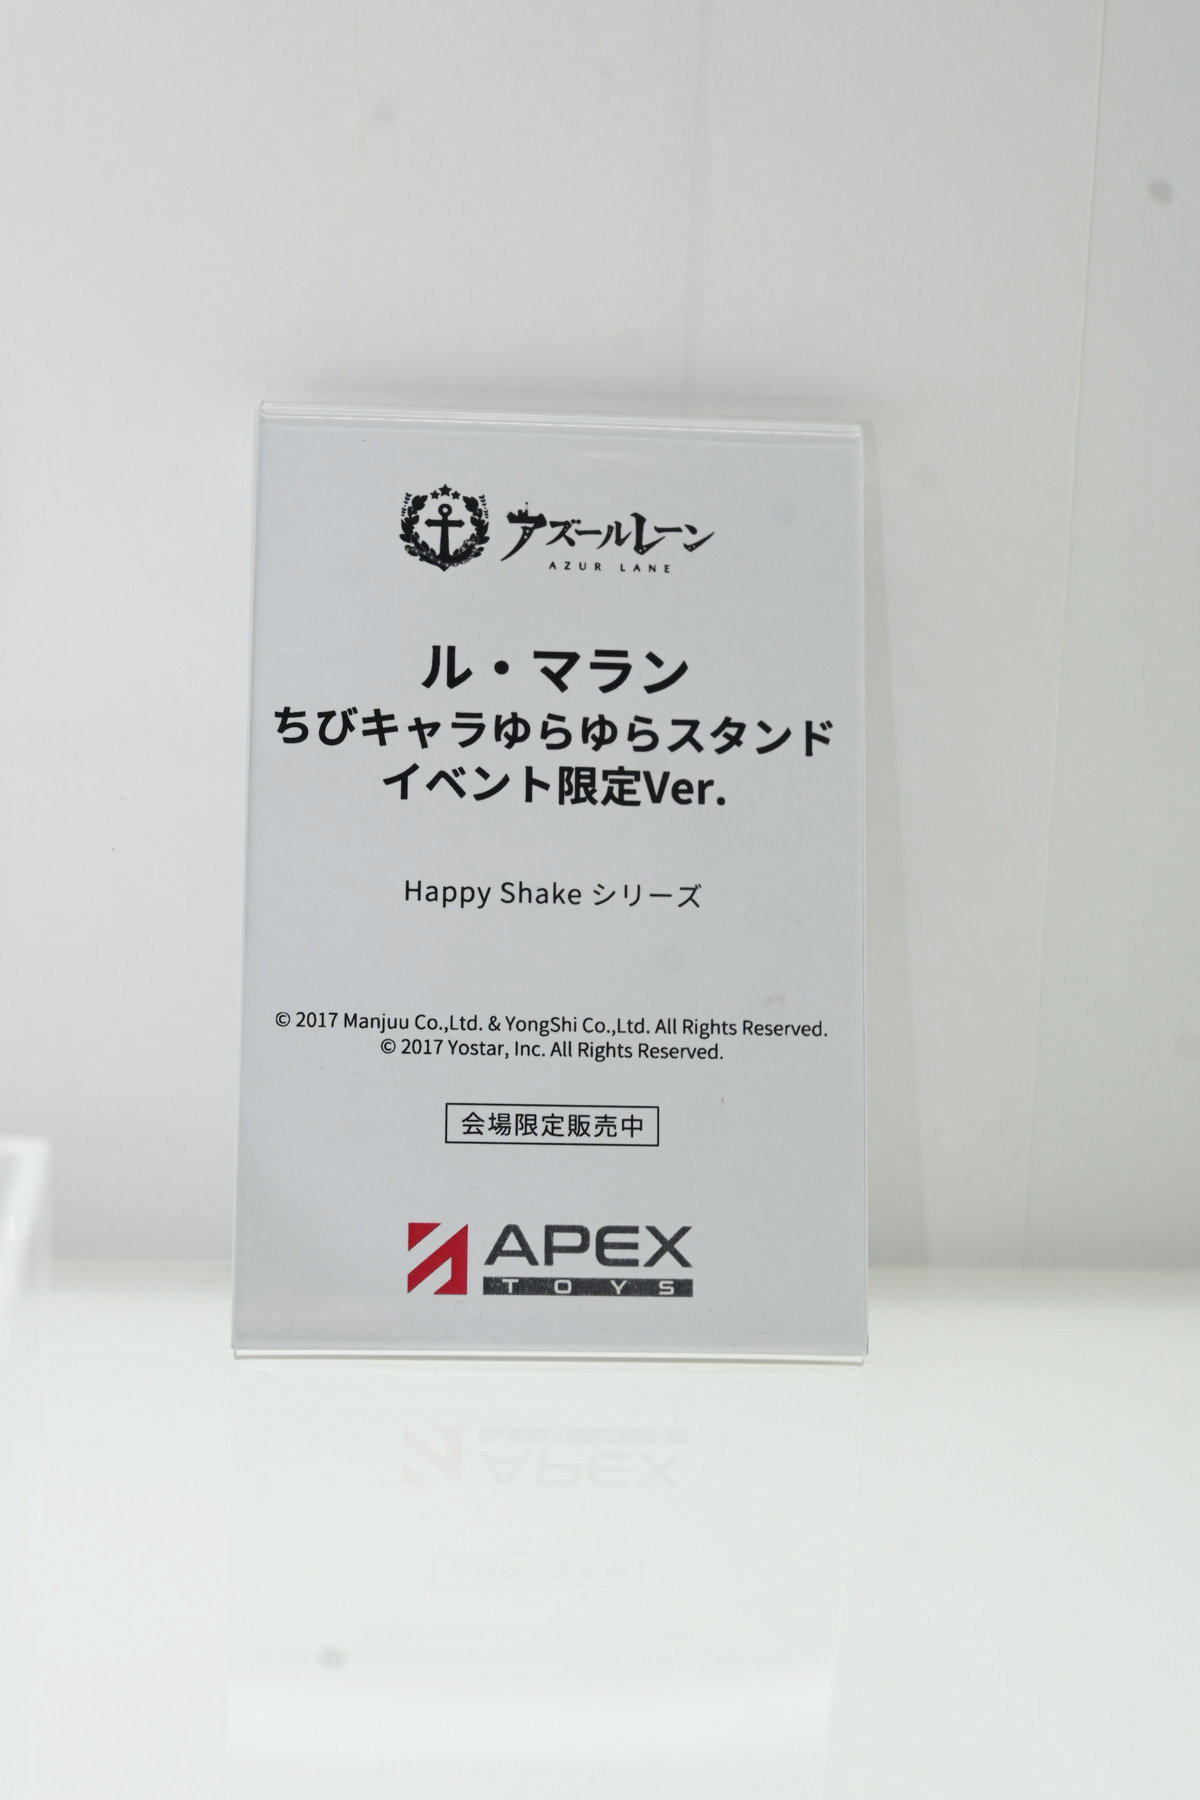 アズールレーン
AZUR LANE
ル・マラン
ちびキャラゆらゆらスタンド
イベント限定Ver.
Happy Shake シリーズ
© 2017 Manjuu Co.,Ltd. & YongShi Co.,Ltd. All Rights Reserved.
© 2017 Yostar, Inc. All Rights Reserved.
会場限定販売中
APEX
TOYS